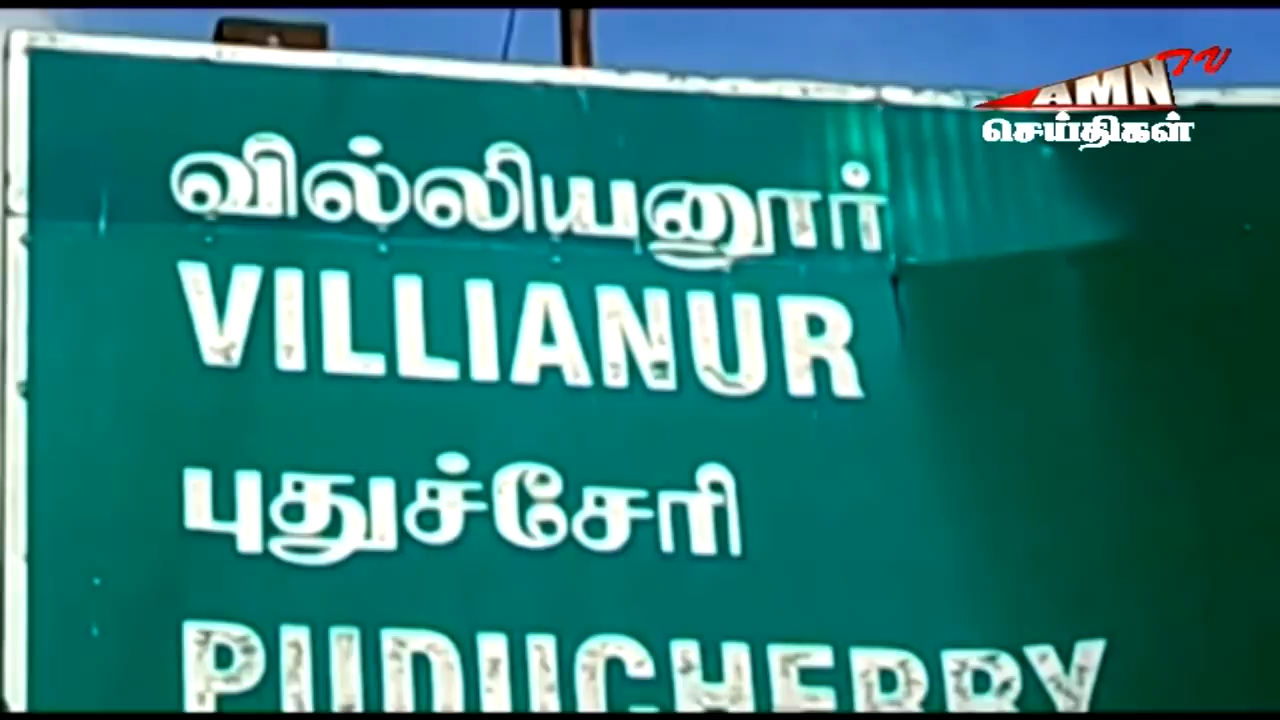 AMN TV
செய்திகள்
வில்லியனூர்
VILLIANUR
புதுச்சேரி
PUDUCHERRY